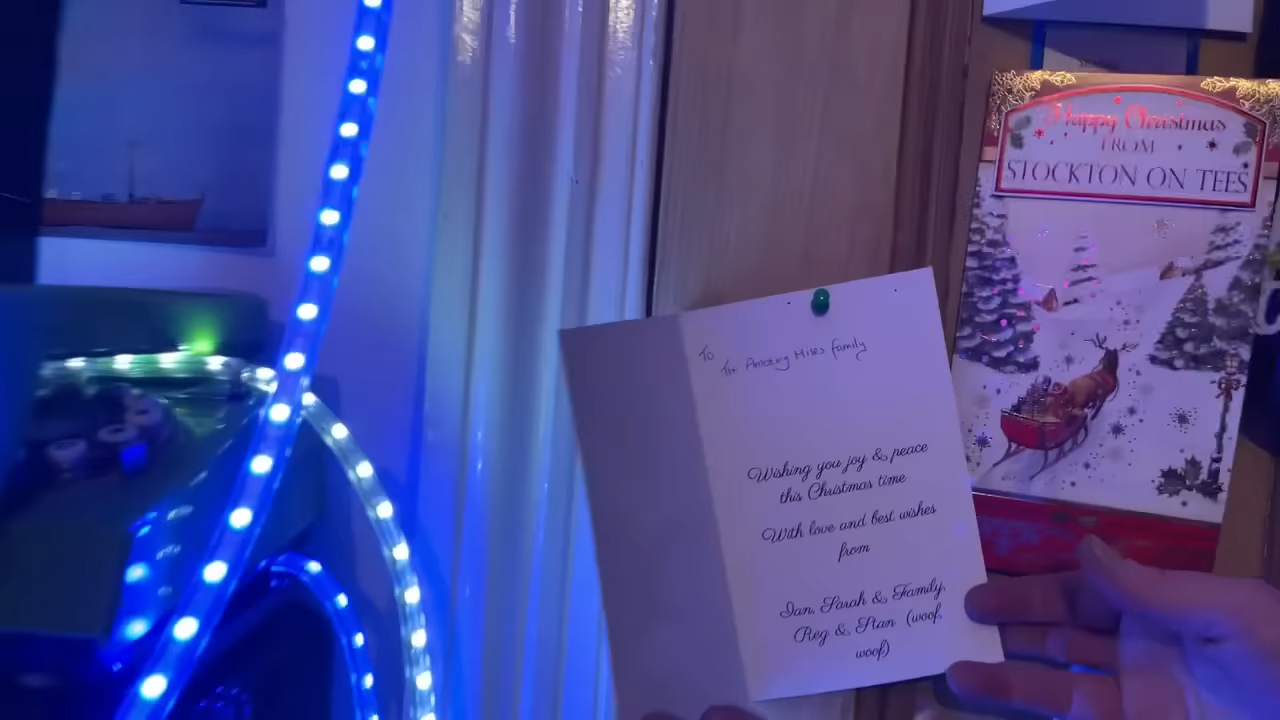 To
The Amazing Hiles family
Wishing you joy & peace
this Christmas time
With love and best wishes
from
Ian, Sarah & Family,
Reg & Stan (woof,
woof)
Happy Christmas
FROM
STOCKTON ON TEES